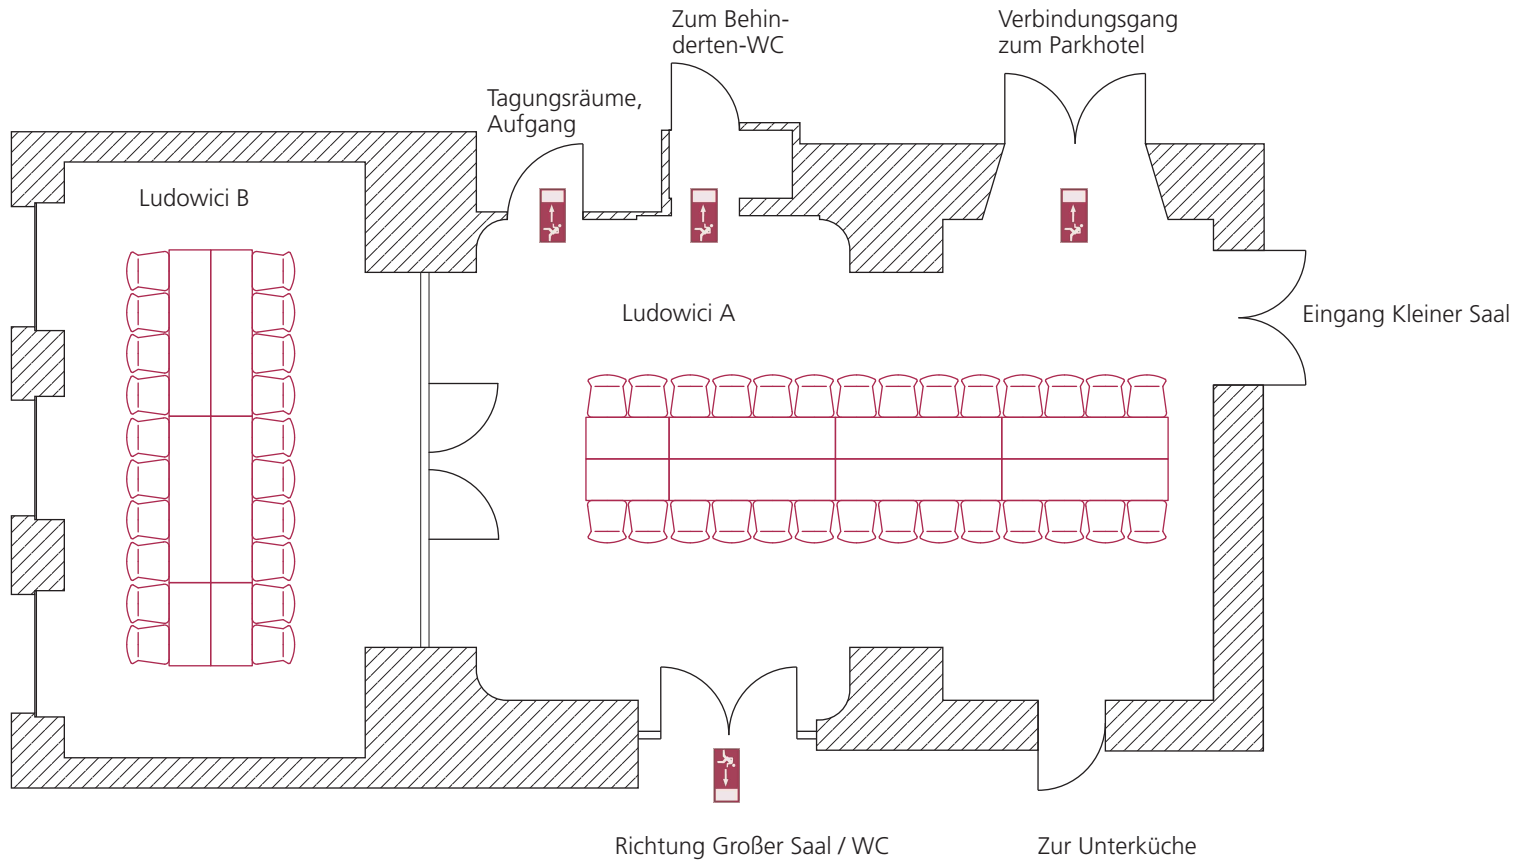 Zum Behin-
derten-WC
Verbindungsgang
zum Parkhotel
Tagungsräume,
Aufgang
Ludowici B
Ludowici A
Eingang Kleiner Saal
Richtung Großer Saal / WC
Zur Unterküche